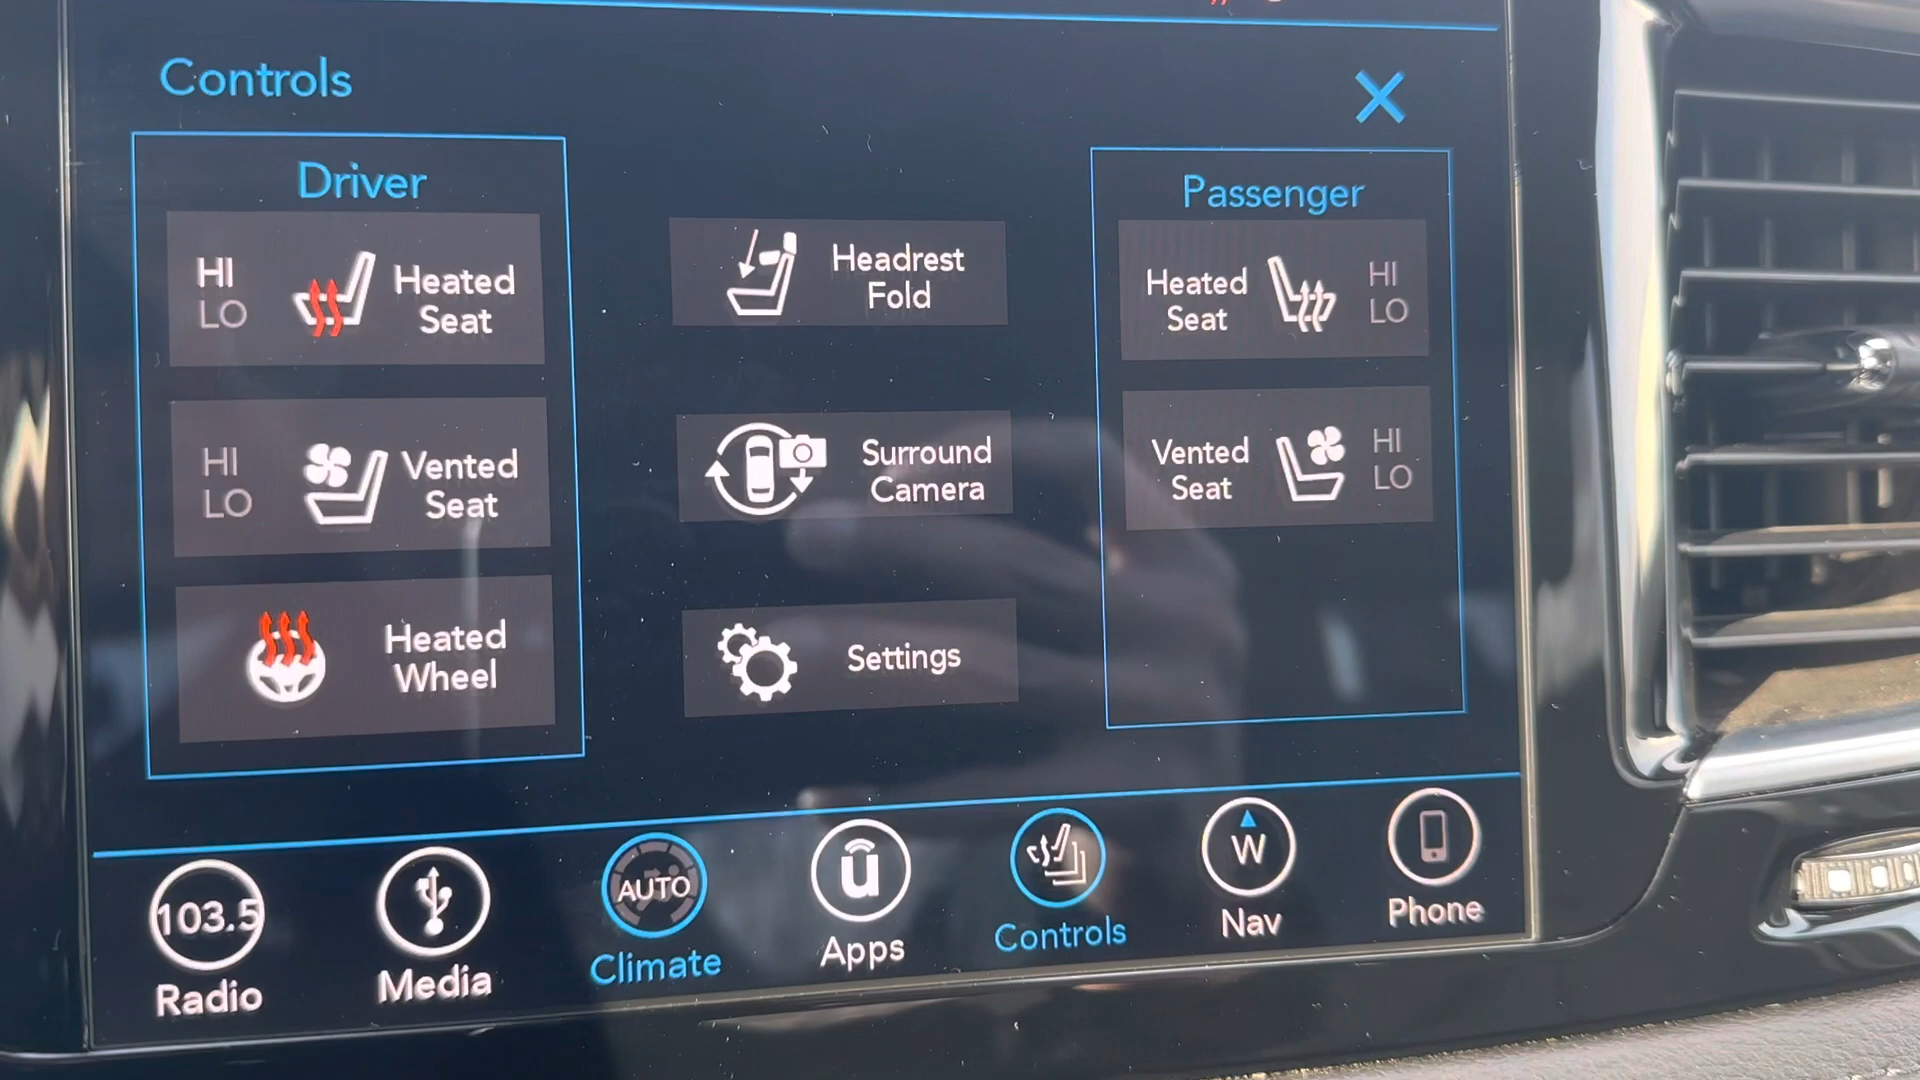 Controls
Driver
HI
LO
Heated
Seat
HI
LO
Vented
Seat
Heated
Wheel
Headrest
Fold
Surround
Camera
Settings
Passenger
Heated
Seat
HI
LO
Vented
Seat
HI
LO
103.5
Radio
Media
AUTO
Climate
u
Apps
Controls
W
Nav
Phone